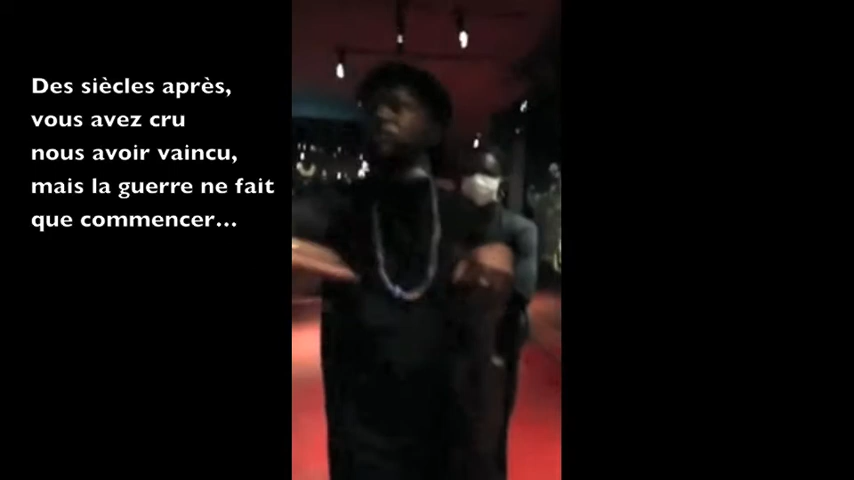 Des siècles après,
vous avez cru
nous avoir vaincu,
mais la guerre ne fait
que commencer...